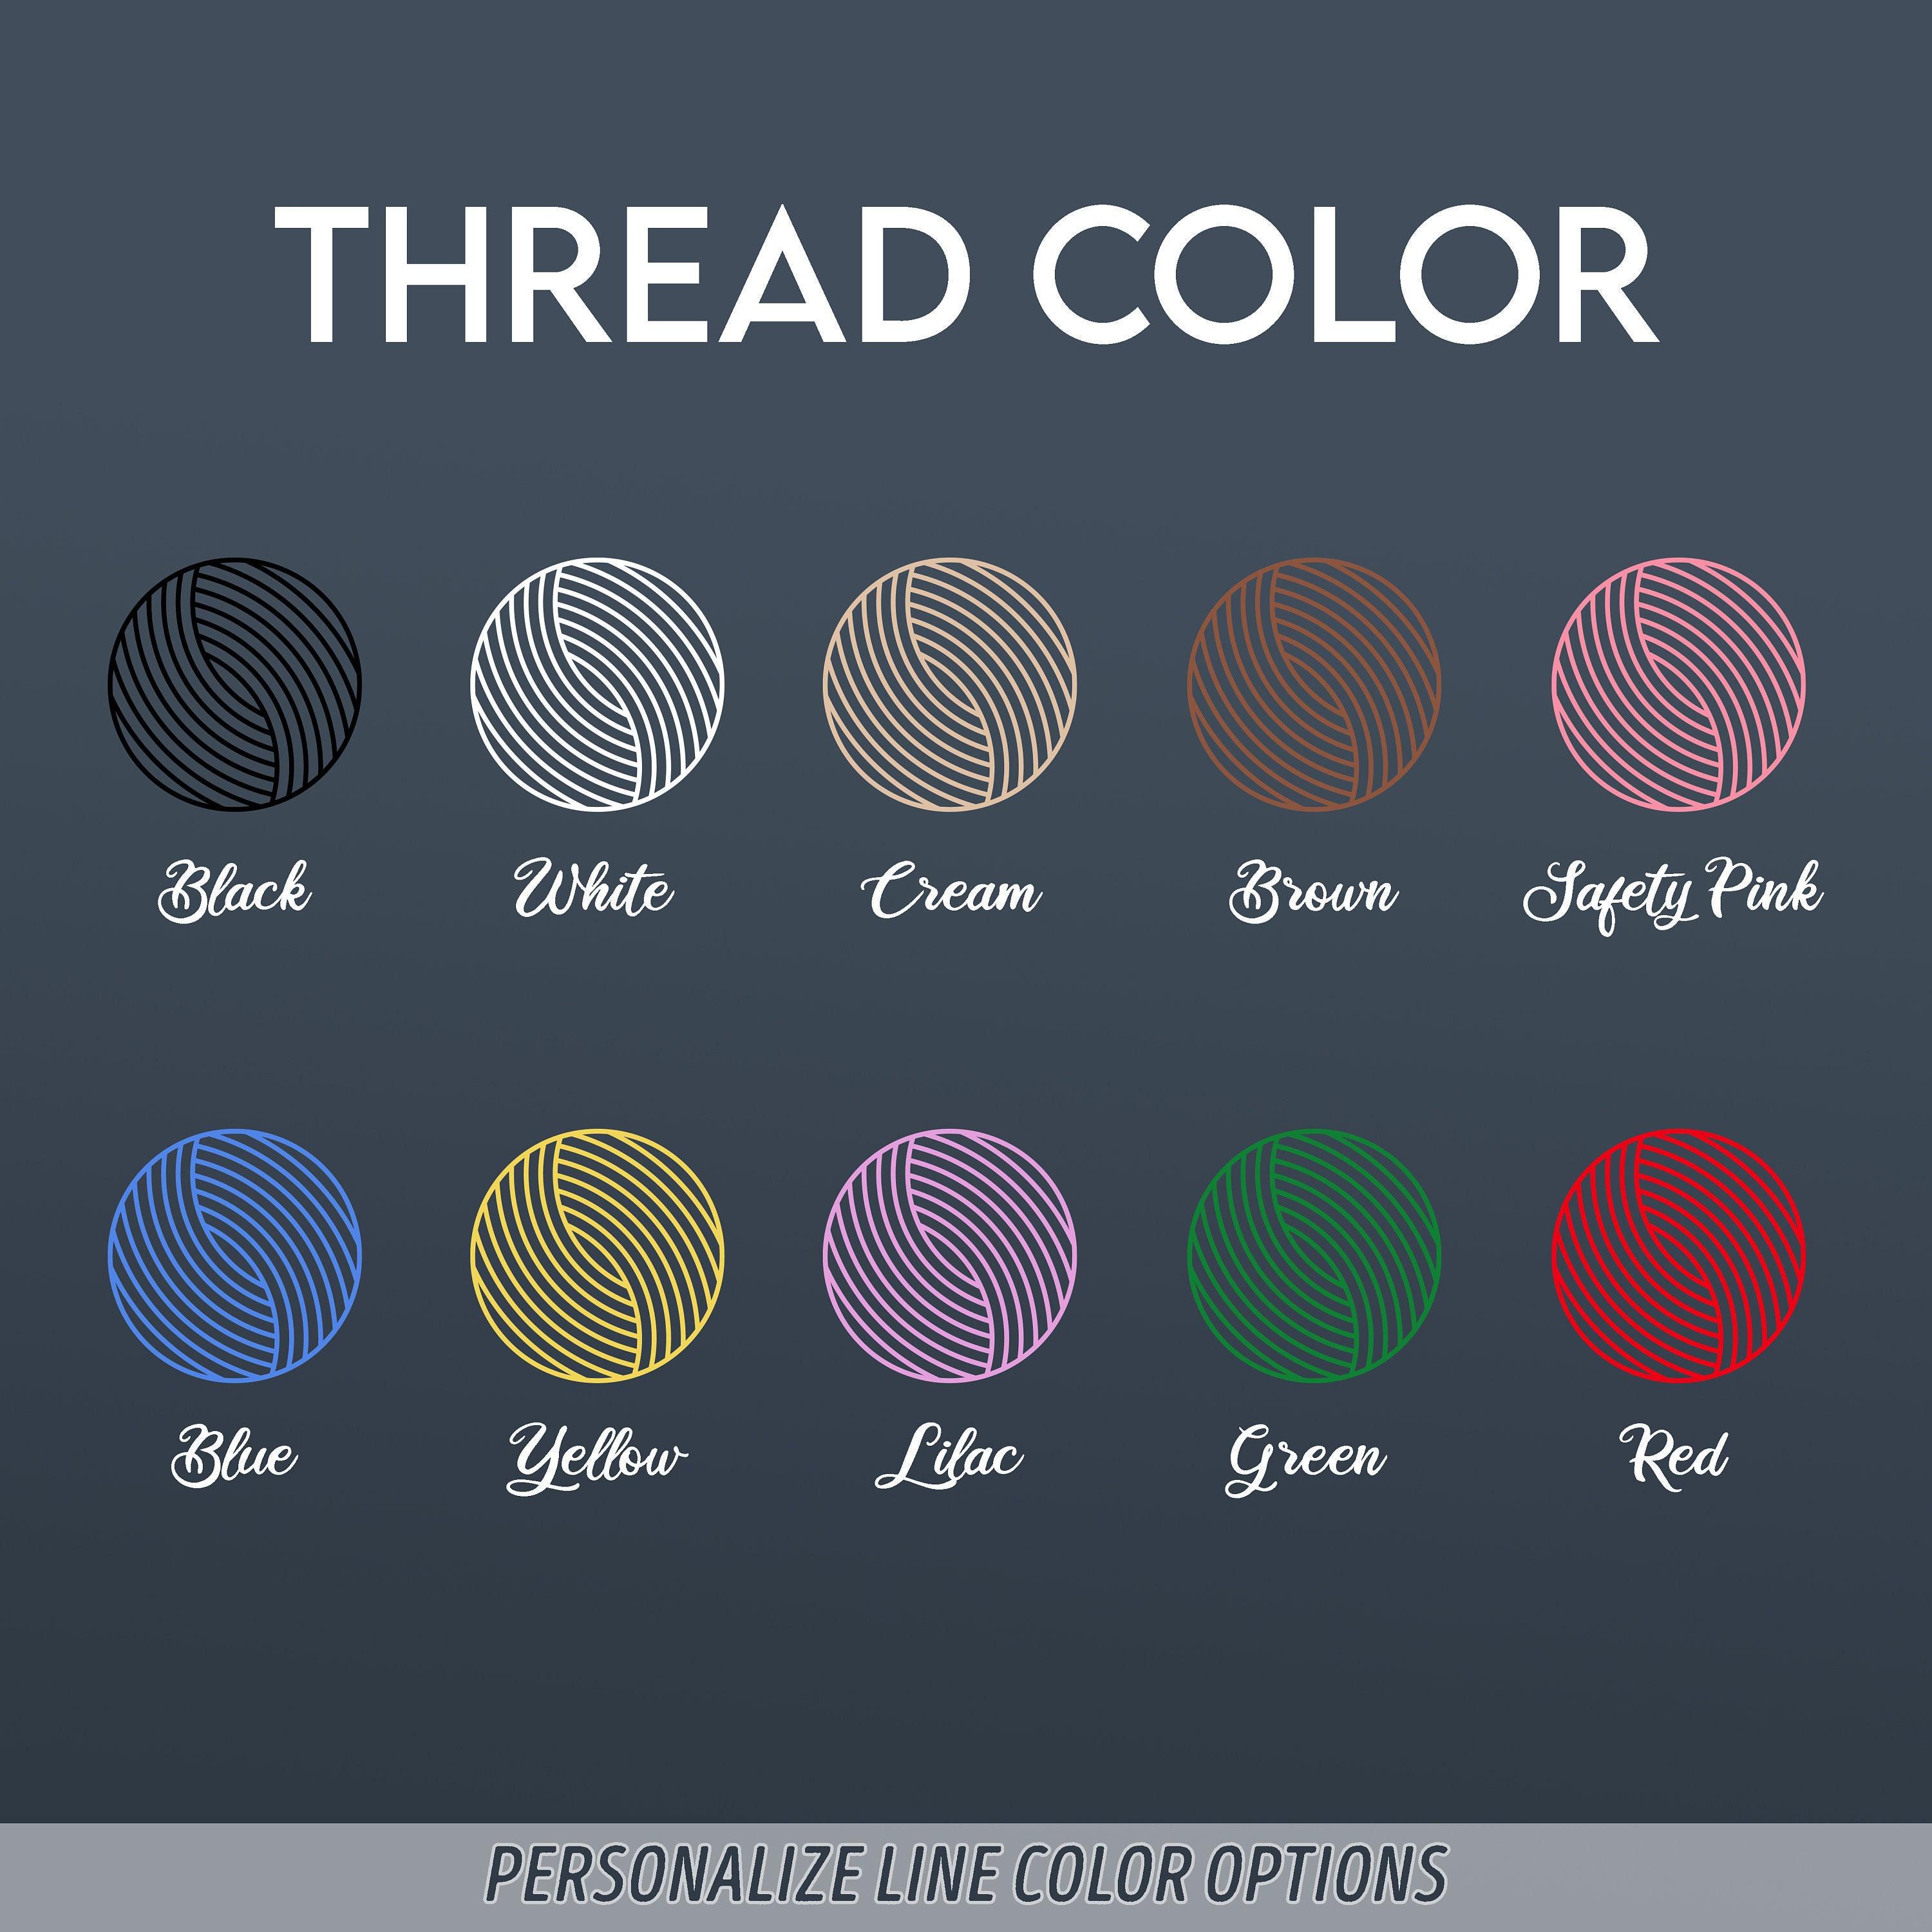 THREAD COLOR
Black White Cream Brown Safety Pink
Blue Yellow Lilac Green Red
PERSONALIZE LINE COLOR OPTIONS